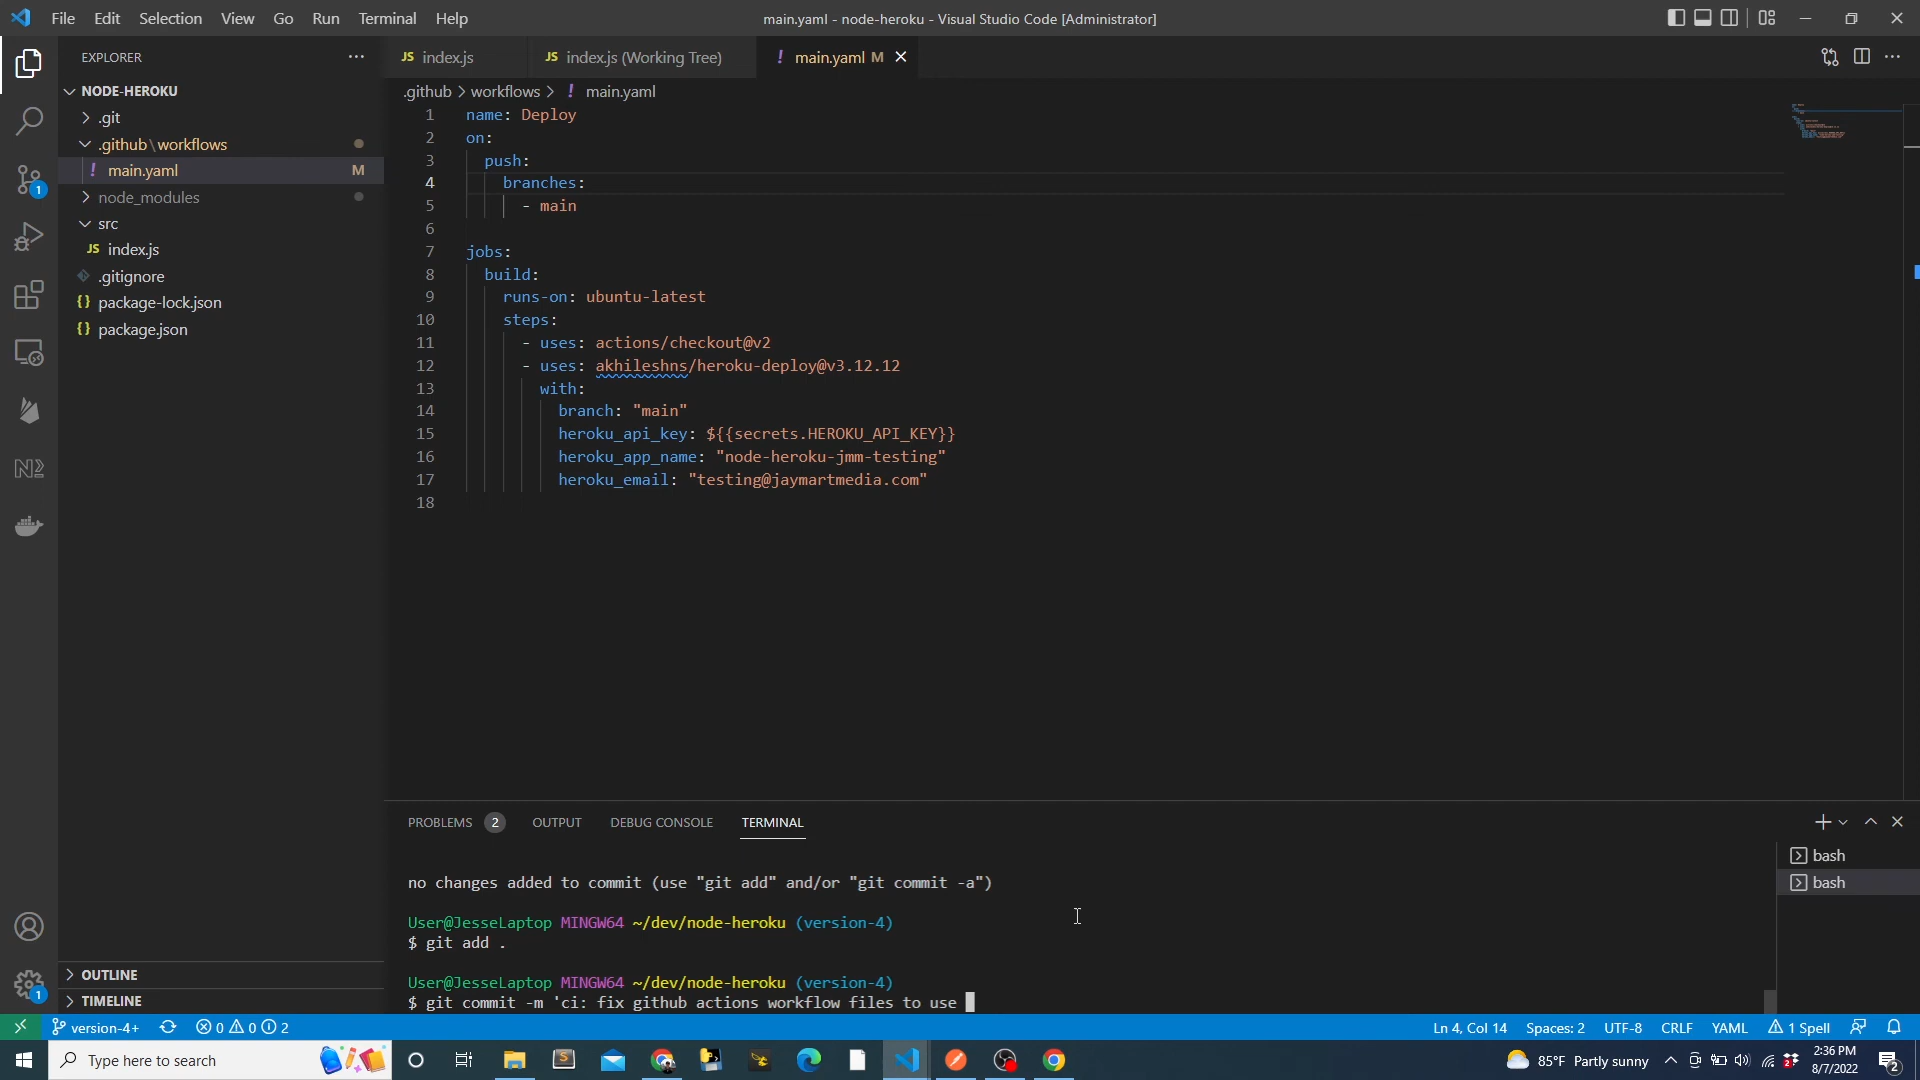 File Edit Selection View Go Run Terminal Help
main.yaml - node-heroku - Visual Studio Code [Administrator]
EXPLORER
index.js
index.js (Working Tree)
main.yaml M
NODE-HEROKU
.git
.github\workflows
main.yaml M
node_modules
src
index.js
.gitignore
package-lock.json
package.json
.github > workflows > ! main.yaml
1 name: Deploy
2 on:
3 push:
4 branches:
5 - main
6
7 jobs:
8 build:
9 runs-on: ubuntu-latest
10 steps:
11 - uses: actions/checkout@v2
12 - uses: akhileshns/heroku-deploy@v3.12.12
13 with:
14 branch: "main"
15 heroku_api_key: ${{secrets.HEROKU_API_KEY}}
16 heroku_app_name: "node-heroku-jmm-testing"
17 heroku_email: "testing@jaymartmedia.com"
18
PROBLEMS 2 OUTPUT DEBUG CONSOLE TERMINAL
no changes added to commit (use "git add" and/or "git commit -a")
User@JesseLaptop MINGW64 ~/dev/node-heroku (version-4)
$ git add .
User@JesseLaptop MINGW64 ~/dev/node-heroku (version-4)
$ git commit -m 'ci: fix github actions workflow files to use
bash
bash
OUTLINE
TIMELINE
version-4+ 0 0 2
Ln 4, Col 14 Spaces: 2 UTF-8 CRLF YAML 1 Spell
Type here to search
85°F Partly sunny
2:36 PM
8/7/2022